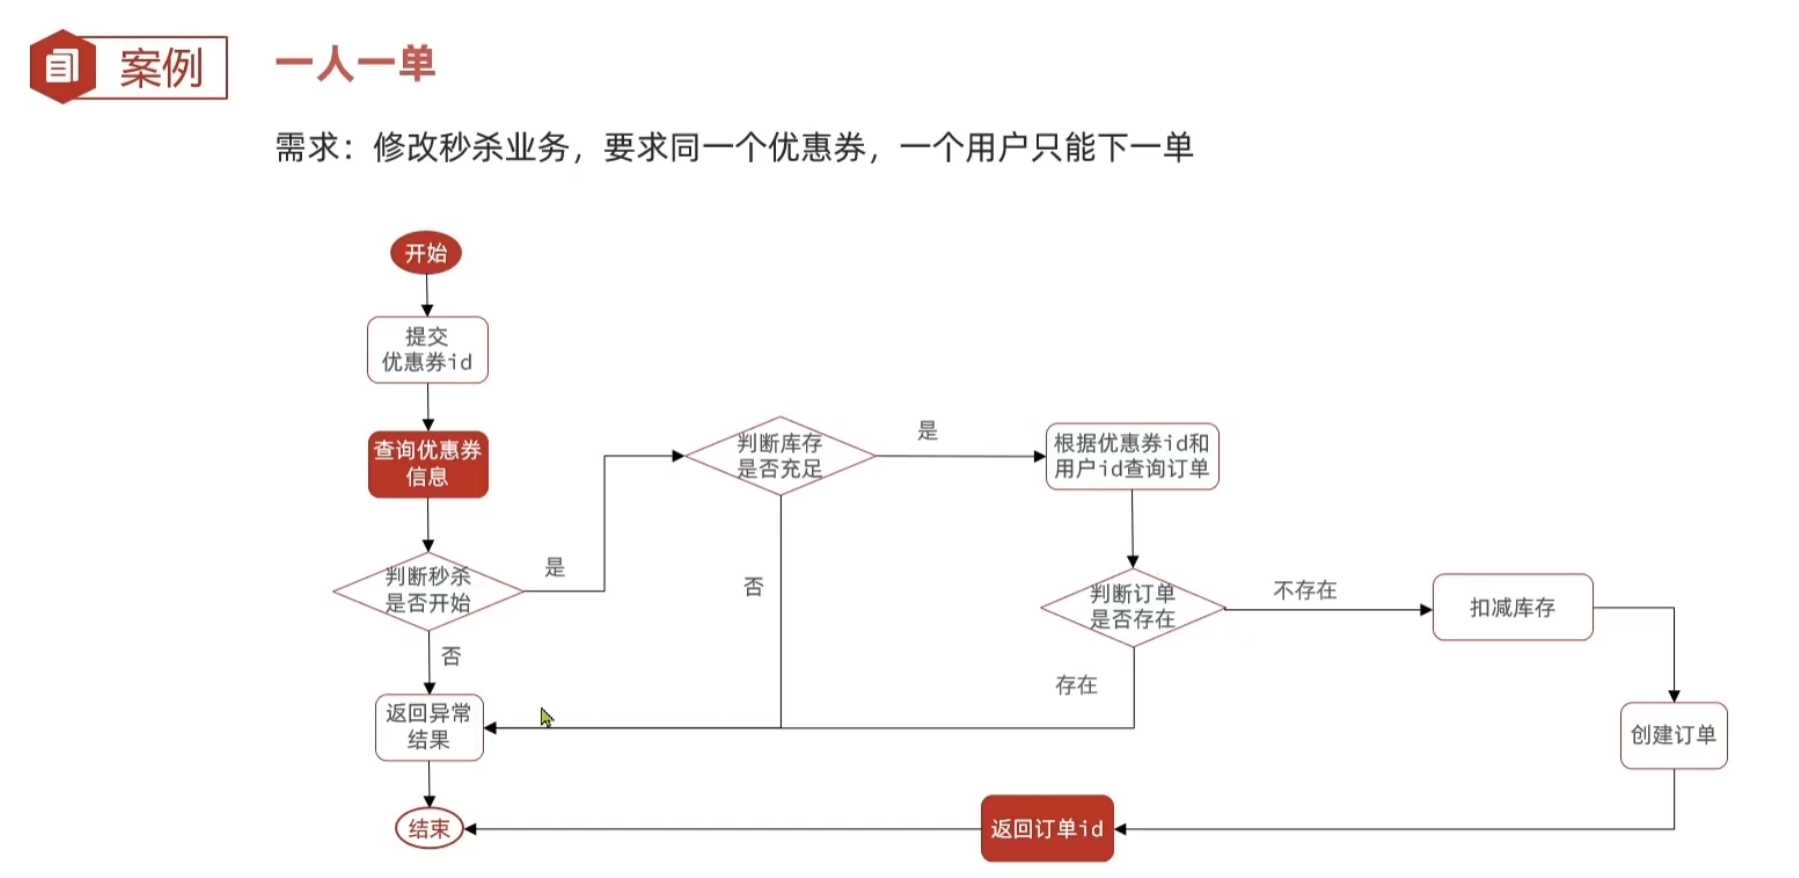 案例
一人一单
需求：修改秒杀业务，要求同一个优惠券，一个用户只能下一单
开始
提交
优惠券id
查询优惠券
信息
判断秒杀
是否开始
是
否
判断库存
是否充足
是
否
根据优惠券id和
用户id查询订单
判断订单
是否存在
不存在
存在
扣减库存
创建订单
返回订单id
返回异常
结果
结束